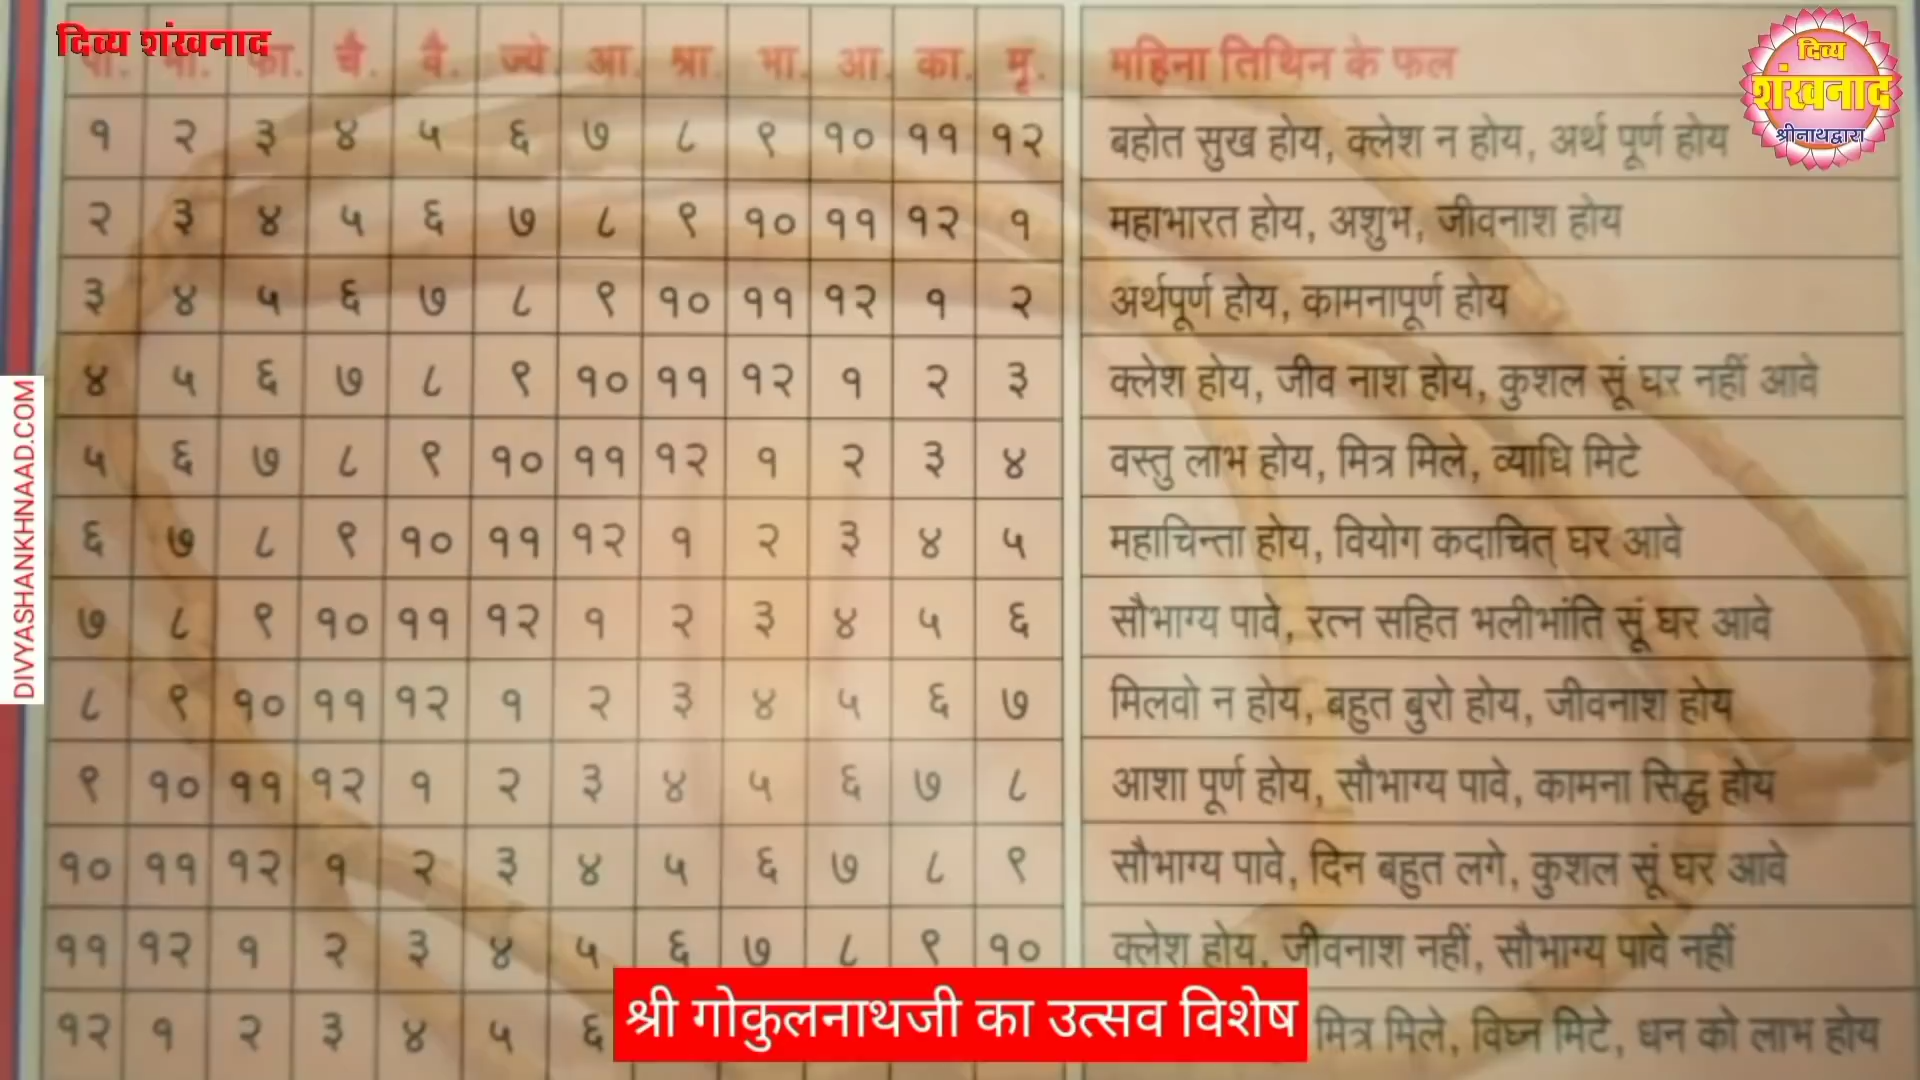 दिव्य शंखनाद
पौ. मा. फा. चै. वै. ज्ये. आ. श्रा. भा. आ. का. मृ. महिना तिथिन के फल
दिव्य
शंखनाद
श्रीनाथद्वारा
१ २ ३ ४ ५ ६ ७ ८ ९ १० ११ १२ बहोत सुख होय, क्लेश न होय, अर्थ पूर्ण होय
२ ३ ४ ५ ६ ७ ८ ९ १० ११ १२ १ महाभारत होय, अशुभ, जीवनाश होय
३ ४ ५ ६ ७ ८ ९ १० ११ १२ १ २ अर्थपूर्ण होय, कामनापूर्ण होय
४ ५ ६ ७ ८ ९ १० ११ १२ १ २ ३ क्लेश होय, जीव नाश होय, कुशल सूं घर नहीं आवे
५ ६ ७ ८ ९ १० ११ १२ १ २ ३ ४ वस्तु लाभ होय, मित्र मिले, व्याधि मिटे
६ ७ ८ ९ १० ११ १२ १ २ ३ ४ ५ महाचिन्ता होय, वियोग कदाचित् घर आवे
७ ८ ९ १० ११ १२ १ २ ३ ४ ५ ६ सौभाग्य पावे, रत्न सहित भलीभांति सूं घर आवे
८ ९ १० ११ १२ १ २ ३ ४ ५ ६ ७ मिलवो न होय, बहुत बुरो होय, जीवनाश होय
९ १० ११ १२ १ २ ३ ४ ५ ६ ७ ८ आशा पूर्ण होय, सौभाग्य पावे, कामना सिद्ध होय
१० ११ १२ १ २ ३ ४ ५ ६ ७ ८ ९ सौभाग्य पावे, दिन बहुत लगे, कुशल सूं घर आवे
११ १२ १ २ ३ ४ ५ ६ ७ ८ ९ १० क्लेश होय, जीवनाश नहीं, सौभाग्य पावे नहीं
१२ १ २ ३ ४ ५ ६ मित्र मिले, विघ्न मिटे, धन को लाभ होय
श्री गोकुलनाथजी का उत्सव विशेष
DIVYASHANKHNAAD.COM